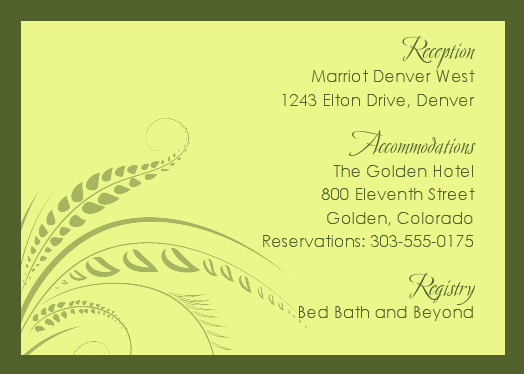 Reception
Marriot Denver West
1243 Elton Drive, Denver
Accommodations
The Golden Hotel
800 Eleventh Street
Golden, Colorado
Reservations: 303-555-0175
Registry
Bed Bath and Beyond